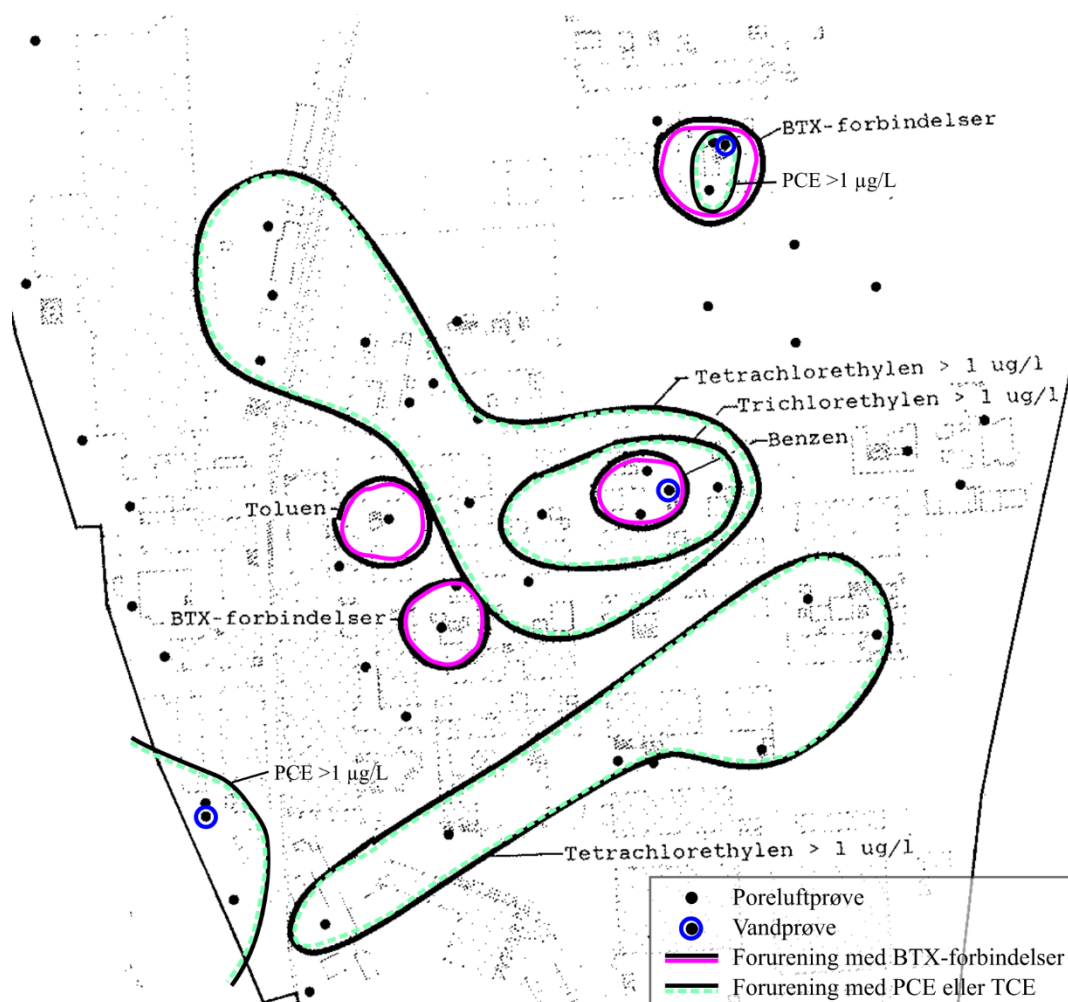 BTX-forbindelser
PCE >1 µg/L
Tetrachlorethylen > 1 ug/l
Trichlorethylen > 1 ug/l
Benzen
Toluen
BTX-forbindelser
PCE >1 µg/L
Tetrachlorethylen > 1 ug/l
Poreluftprøve
Vandprøve
Forurening med BTX-forbindelser
Forurening med PCE eller TCE